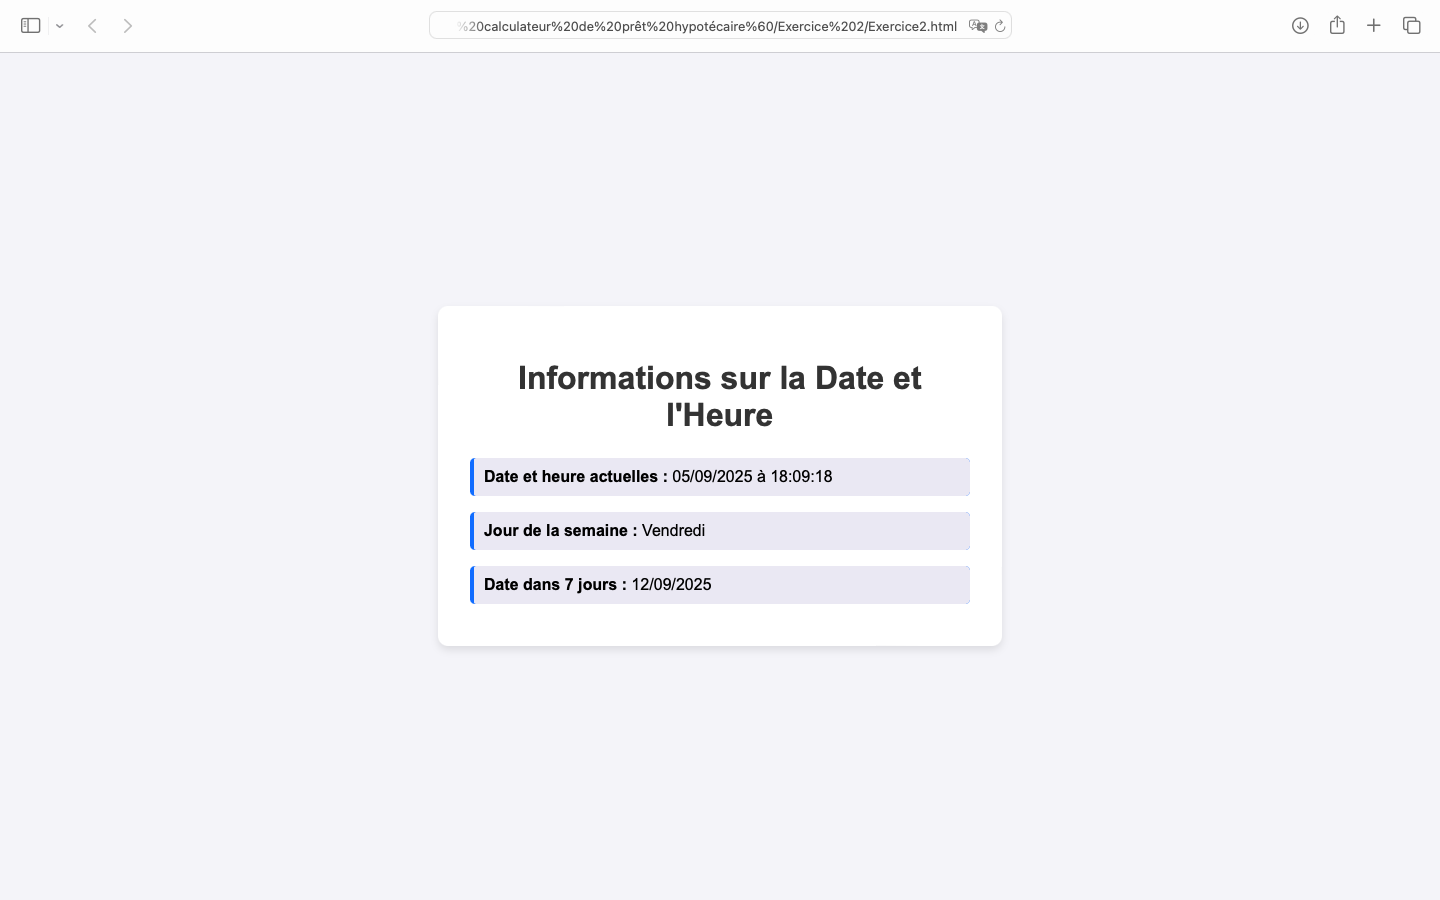 %20calculateur%20de%20prêt%20hypotécaire%60/Exercice%202/Exercice2.html
Informations sur la Date et
l'Heure
Date et heure actuelles : 05/09/2025 à 18:09:18
Jour de la semaine : Vendredi
Date dans 7 jours : 12/09/2025